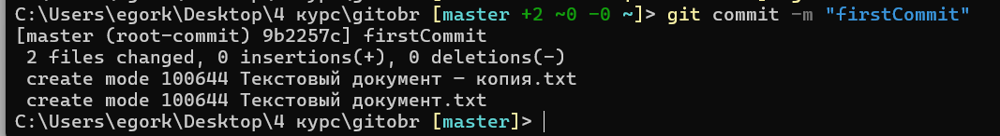 C:\Users\egork\Desktop\4 курс\gitobr [master +2 ~0 -0 ~]> git commit -m "firstCommit"
[master (root-commit) 9b2257c] firstCommit
 2 files changed, 0 insertions(+), 0 deletions(-)
 create mode 100644 Текстовый документ — копия.txt
 create mode 100644 Текстовый документ.txt
C:\Users\egork\Desktop\4 курс\gitobr [master]>